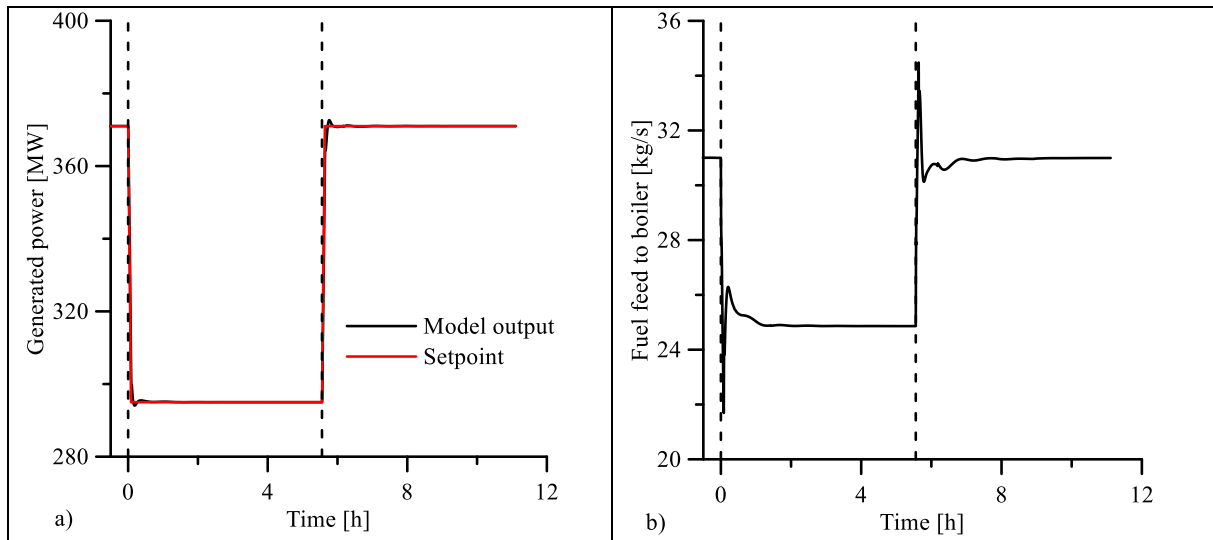 400
360
320
280
Generated power [MW]
Model output
Setpoint
0
4
8
12
Time [h]
a)
36
32
28
24
20
Fuel feed to boiler [kg/s]
0
4
8
12
Time [h]
b)